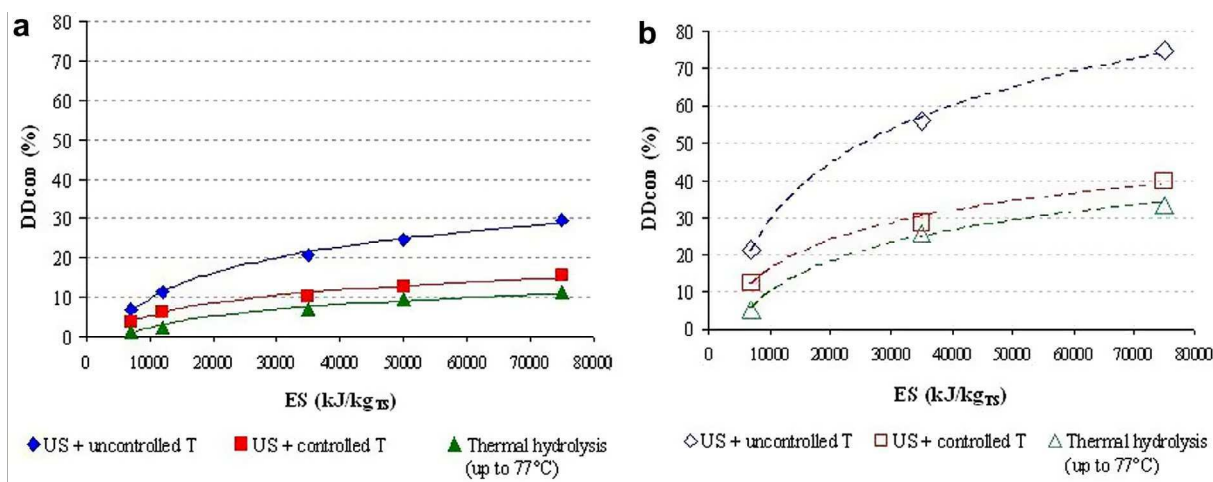 a
80
70
60
50
40
30
20
10
0
DDCOD (%)
0 10000 20000 30000 40000 50000 60000 70000 80000
ES (kJ/kgTS)
US + uncontrolled T US + controlled T Thermal hydrolysis
(up to 77°C)
b
80
70
60
50
40
30
20
10
0
DDCOD (%)
0 10000 20000 30000 40000 50000 60000 70000 80000
ES (kJ/kgTS)
US + uncontrolled T US + controlled T Thermal hydrolysis
(up to 77°C)